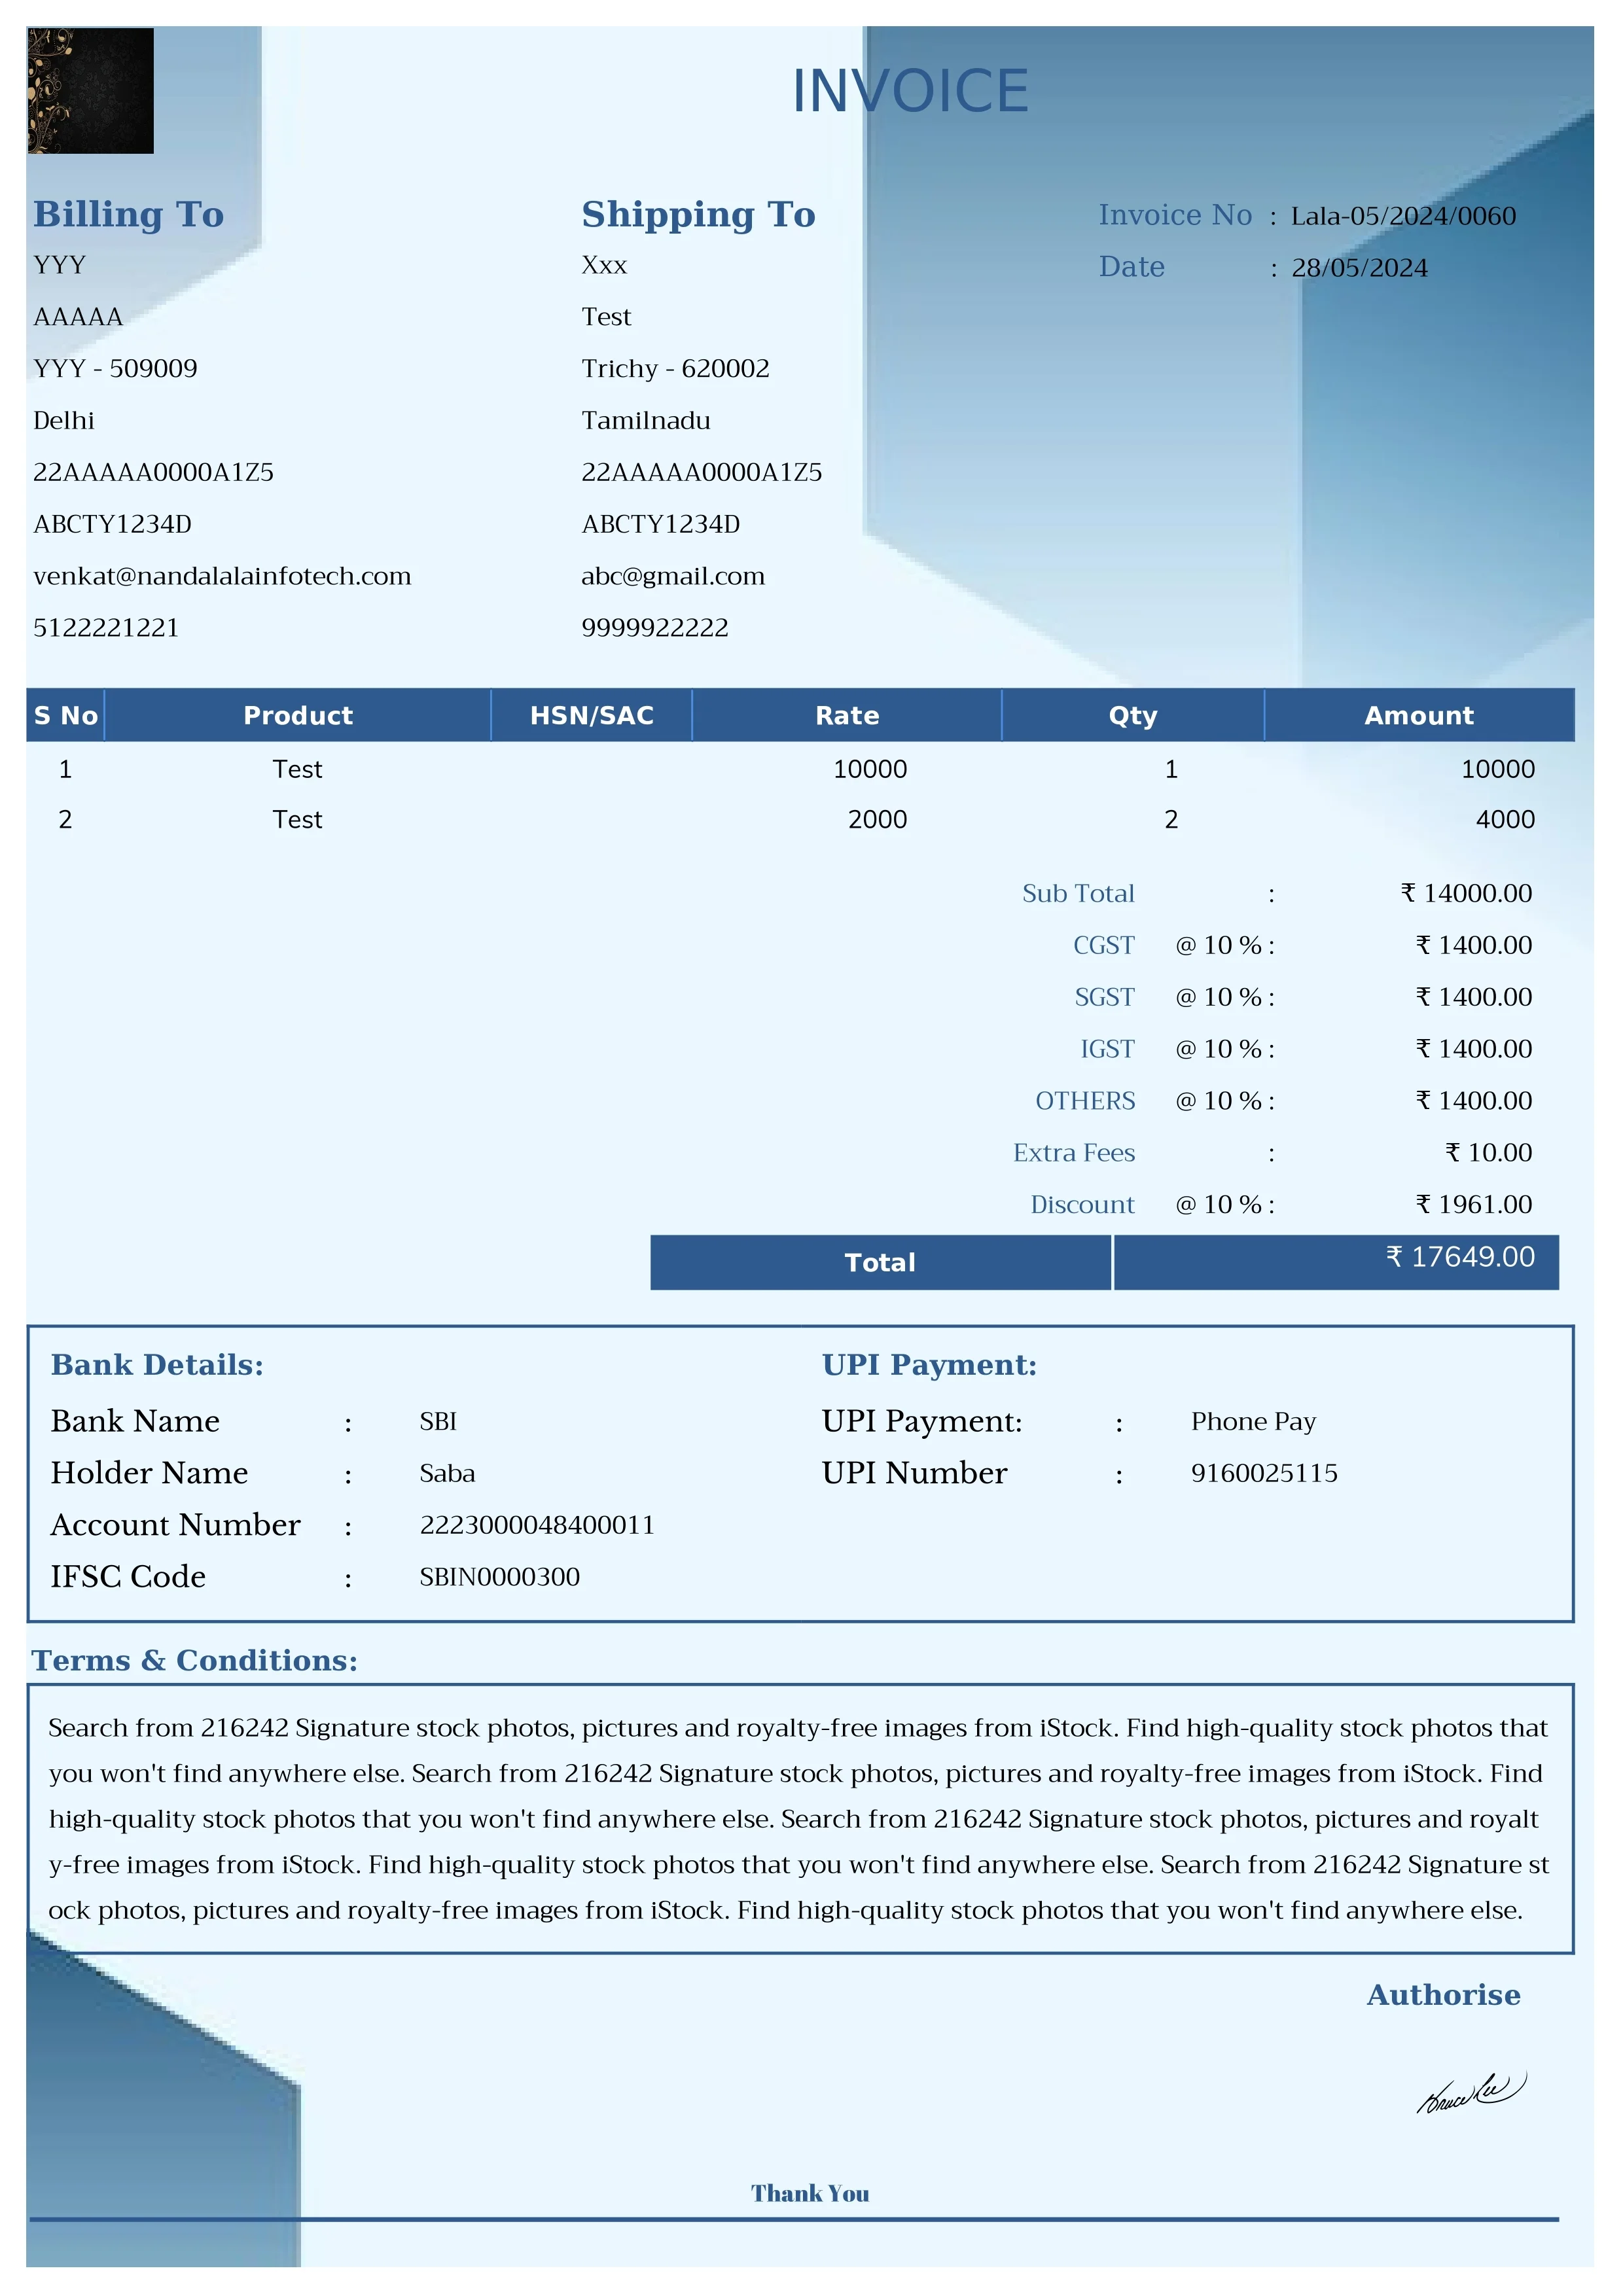 INVOICE
Billing To
YYY
AAAAA
YYY - 509009
Delhi
22AAAAA0000A1Z5
ABCTY1234D
venkat@nandalalainfotech.com
5122221221
Shipping To
Xxx
Test
Trichy - 620002
Tamilnadu
22AAAAA0000A1Z5
ABCTY1234D
abc@gmail.com
9999922222
Invoice No : Lala-05/2024/0060
Date : 28/05/2024
S No Product HSN/SAC Rate Qty Amount
1 Test 10000 1 10000
2 Test 2000 2 4000
Sub Total : ₹ 14000.00
CGST @ 10 % : ₹ 1400.00
SGST @ 10 % : ₹ 1400.00
IGST @ 10 % : ₹ 1400.00
OTHERS @ 10 % : ₹ 1400.00
Extra Fees : ₹ 10.00
Discount @ 10 % : ₹ 1961.00
Total ₹ 17649.00
Bank Details:
Bank Name : SBI
Holder Name : Saba
Account Number : 2223000048400011
IFSC Code : SBIN0000300
UPI Payment:
UPI Payment: : Phone Pay
UPI Number : 9160025115
Terms & Conditions:
Search from 216242 Signature stock photos, pictures and royalty-free images from iStock. Find high-quality stock photos that
you won't find anywhere else. Search from 216242 Signature stock photos, pictures and royalty-free images from iStock. Find
high-quality stock photos that you won't find anywhere else. Search from 216242 Signature stock photos, pictures and royalt
y-free images from iStock. Find high-quality stock photos that you won't find anywhere else. Search from 216242 Signature st
ock photos, pictures and royalty-free images from iStock. Find high-quality stock photos that you won't find anywhere else.
Authorise
Bruce Lee
Thank You